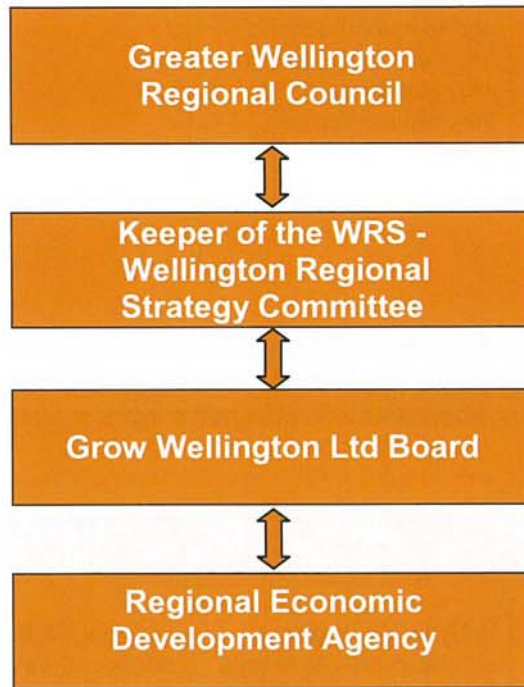 Greater Wellington
Regional Council
Keeper of the WRS -
Wellington Regional
Strategy Committee
Grow Wellington Ltd Board
Regional Economic
Development Agency